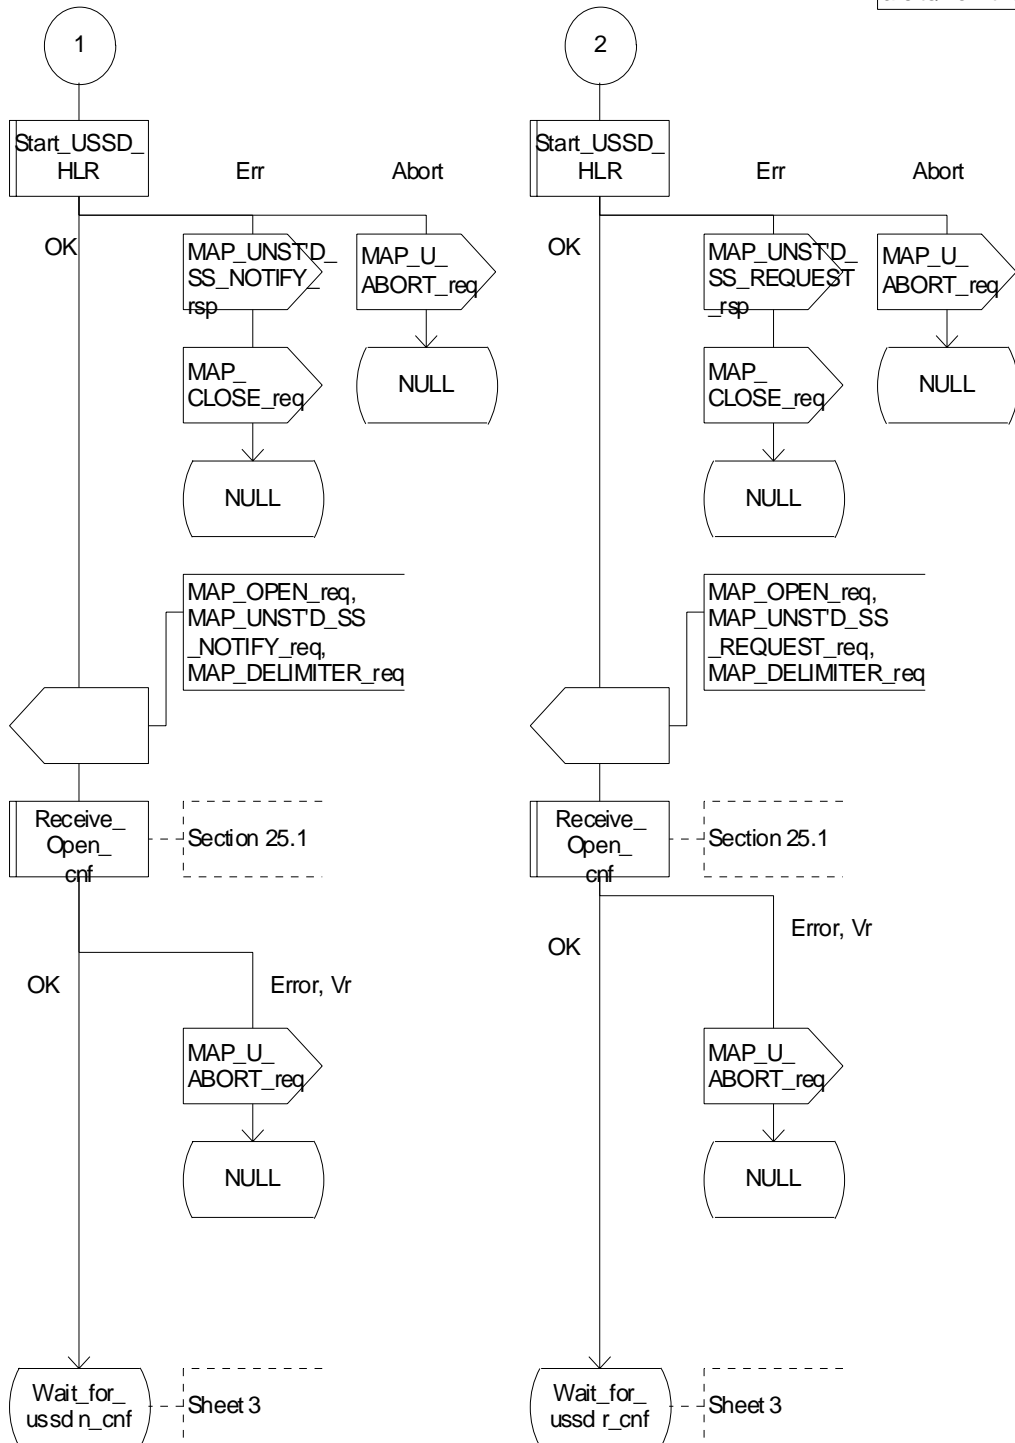 1
Start_USSD_
HLR
Err
Abort
OK
MAP_UNST'D_
SS_NOTIFY_
rsp
MAP_U_
ABORT_req
MAP_
CLOSE_req
NULL
NULL
MAP_OPEN_req,
MAP_UNST'D_SS
_NOTIFY_req,
MAP_DELIMITER_req
Receive_
Open_
cnf
Section 25.1
OK
Error, Vr
MAP_U_
ABORT_req
NULL
Wait_for_
ussd n_cnf
Sheet 3
2
Start_USSD_
HLR
Err
Abort
OK
MAP_UNST'D_
SS_REQUEST
_rsp
MAP_U_
ABORT_req
MAP_
CLOSE_req
NULL
NULL
MAP_OPEN_req,
MAP_UNST'D_SS
_REQUEST_req,
MAP_DELIMITER_req
Receive_
Open_
cnf
Section 25.1
Error, Vr
OK
MAP_U_
ABORT_req
NULL
Wait_for_
ussd r_cnf
Sheet 3